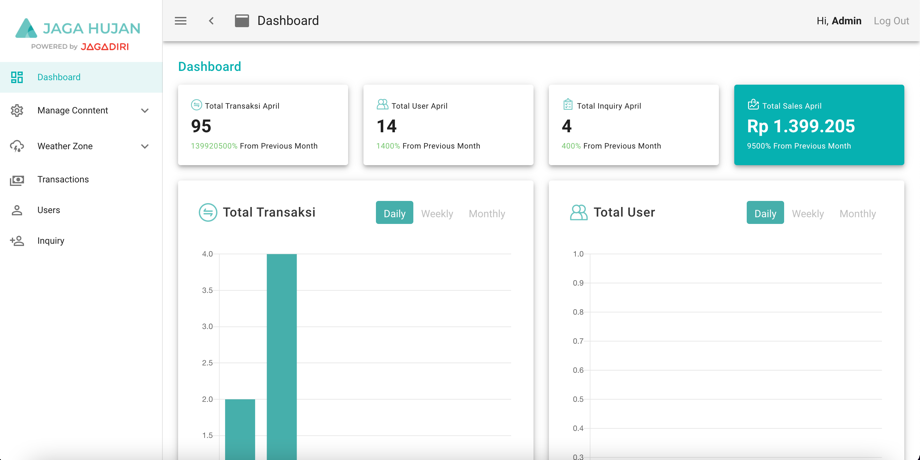 JAGA HUJAN
POWERED by JAGADIRI
Dashboard
Manage Conntent
Weather Zone
Transactions
Users
Inquiry
Dashboard
Hi, Admin
Log Out
Dashboard
Total Transaksi April
95
139920500% From Previous Month
Total User April
14
1400% From Previous Month
Total Inquiry April
4
400% From Previous Month
Total Sales April
Rp 1.399.205
9500% From Previous Month
Total Transaksi
Daily
Weekly
Monthly
4.0
3.5
3.0
2.5
2.0
1.5
Total User
Daily
Weekly
Monthly
1.0
0.9
0.8
0.7
0.6
0.5
0.4
0.3